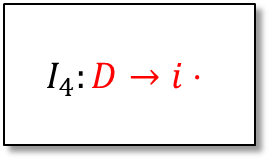 I₄: D → i ·